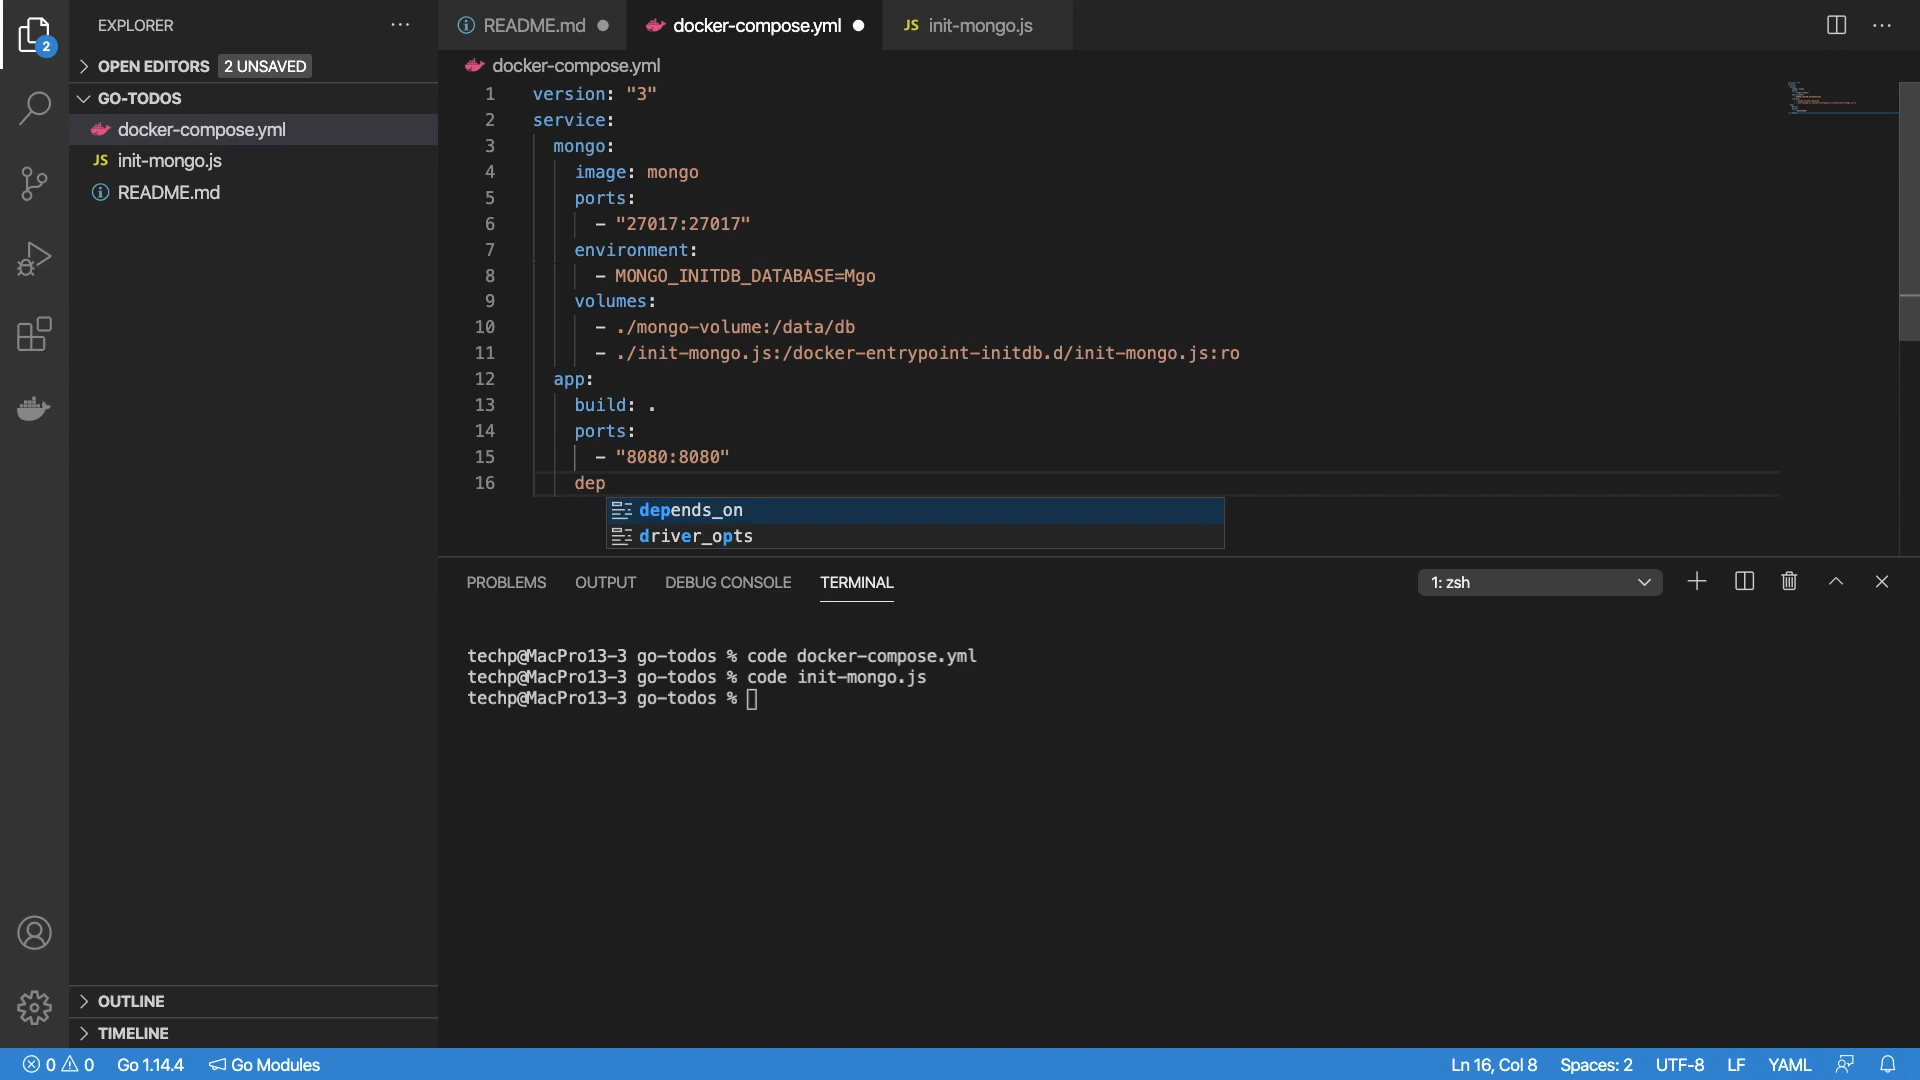 EXPLORER
2
OPEN EDITORS 2 UNSAVED
GO-TODOS
docker-compose.yml
JS init-mongo.js
README.md
OUTLINE
TIMELINE
README.md docker-compose.yml JS init-mongo.js
docker-compose.yml
1 version: "3"
2 service:
3 mongo:
4 image: mongo
5 ports:
6 - "27017:27017"
7 environment:
8 - MONGO_INITDB_DATABASE=Mgo
9 volumes:
10 - ./mongo-volume:/data/db
11 - ./init-mongo.js:/docker-entrypoint-initdb.d/init-mongo.js:ro
12 app:
13 build: .
14 ports:
15 - "8080:8080"
16 dep
depends_on
driver_opts
PROBLEMS OUTPUT DEBUG CONSOLE TERMINAL 1: zsh
techp@MacPro13-3 go-todos % code docker-compose.yml
techp@MacPro13-3 go-todos % code init-mongo.js
techp@MacPro13-3 go-todos %
0 0 Go 1.14.4 Go Modules Ln 16, Col 8 Spaces: 2 UTF-8 LF YAML